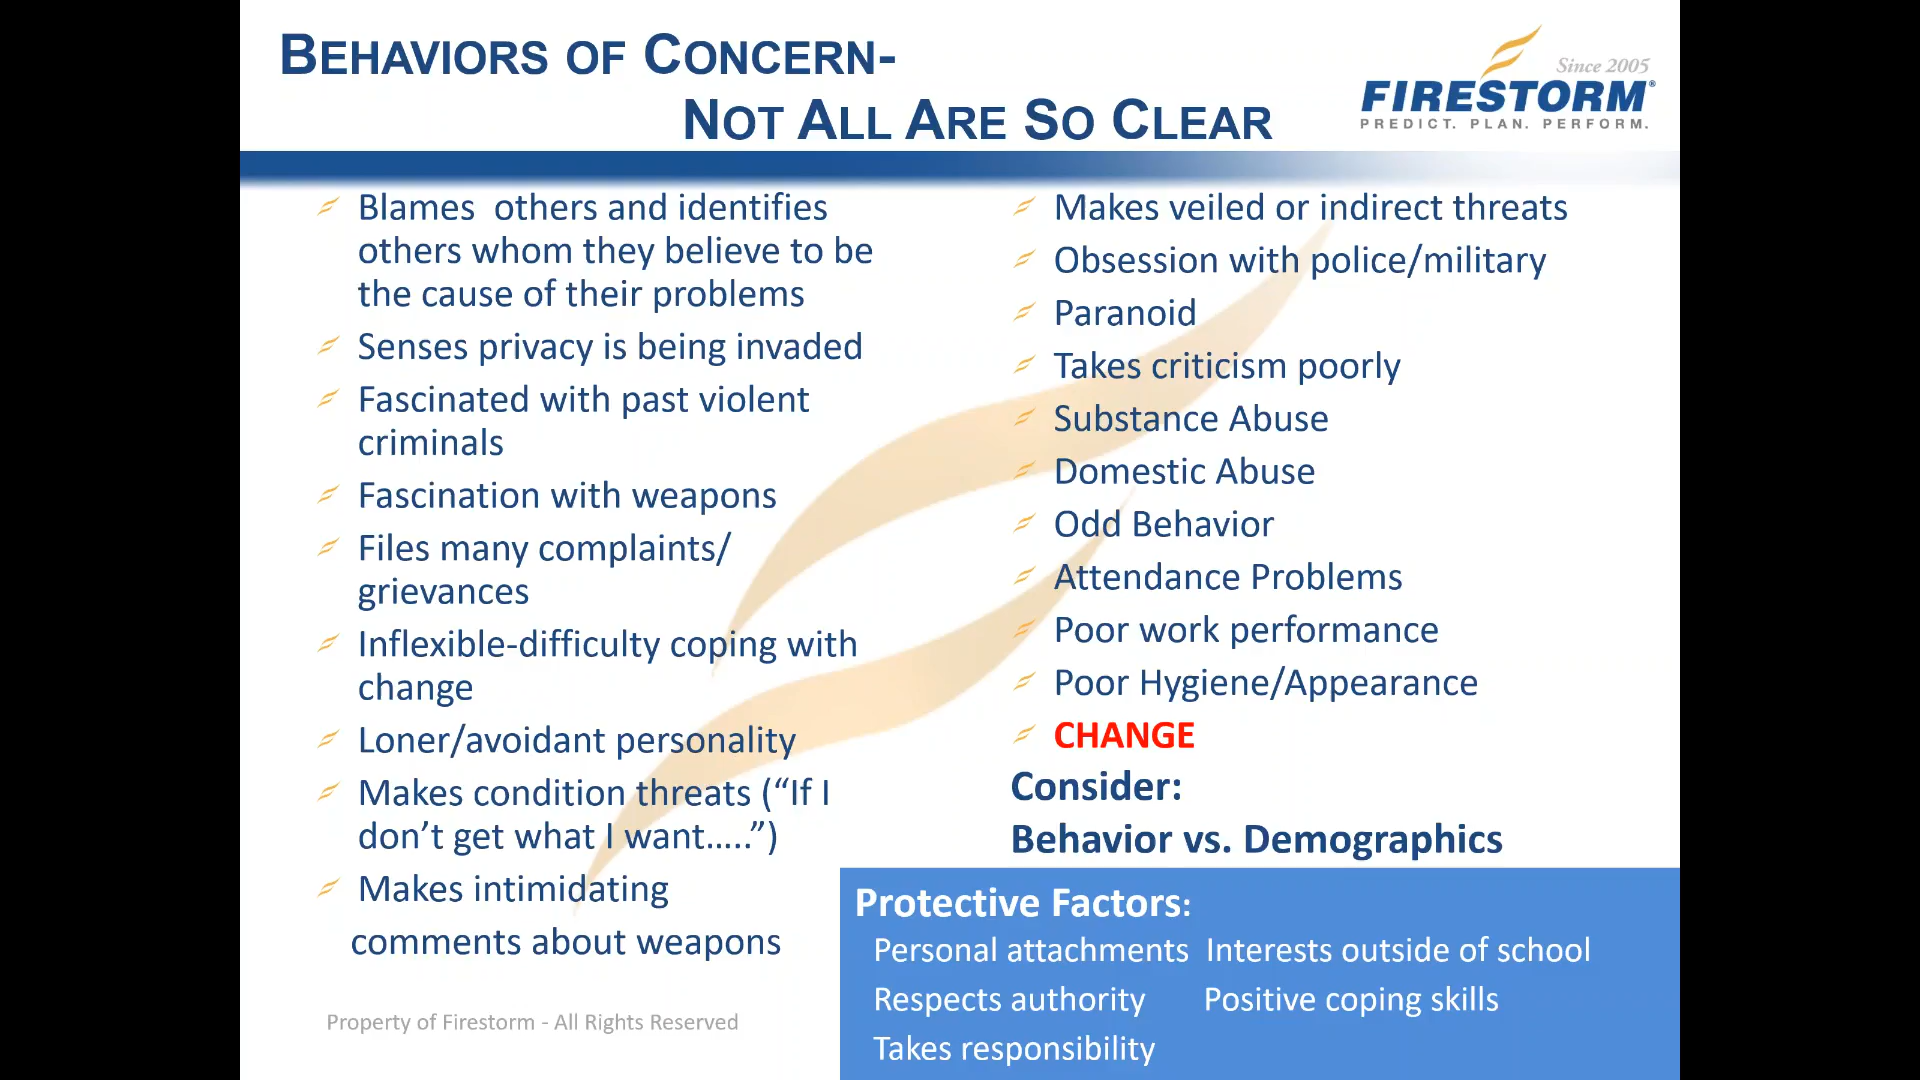 BEHAVIORS OF CONCERN-
NOT ALL ARE SO CLEAR
Since 2005
FIRESTORM®
PREDICT. PLAN. PERFORM.
Blames  others and identifies
others whom they believe to be
the cause of their problems
Senses privacy is being invaded
Fascinated with past violent
criminals
Fascination with weapons
Files many complaints/
grievances
Inflexible-difficulty coping with
change
Loner/avoidant personality
Makes condition threats (“If I
don’t get what I want…..”)
Makes intimidating
comments about weapons
Makes veiled or indirect threats
Obsession with police/military
Paranoid
Takes criticism poorly
Substance Abuse
Domestic Abuse
Odd Behavior
Attendance Problems
Poor work performance
Poor Hygiene/Appearance
CHANGE
Consider:
Behavior vs. Demographics
Protective Factors:
Personal attachments  Interests outside of school
Respects authority  Positive coping skills
Takes responsibility
Property of Firestorm - All Rights Reserved